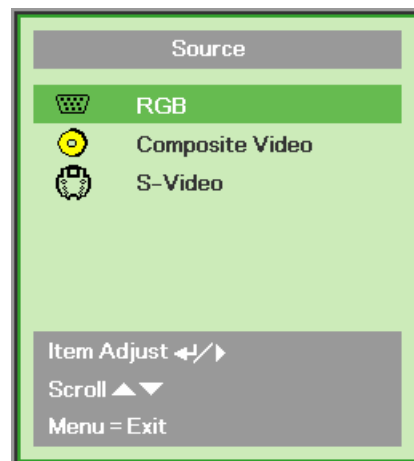 Source
RGB
Composite Video
S-Video
Item Adjust ↵/▶
Scroll ▲▼
Menu = Exit